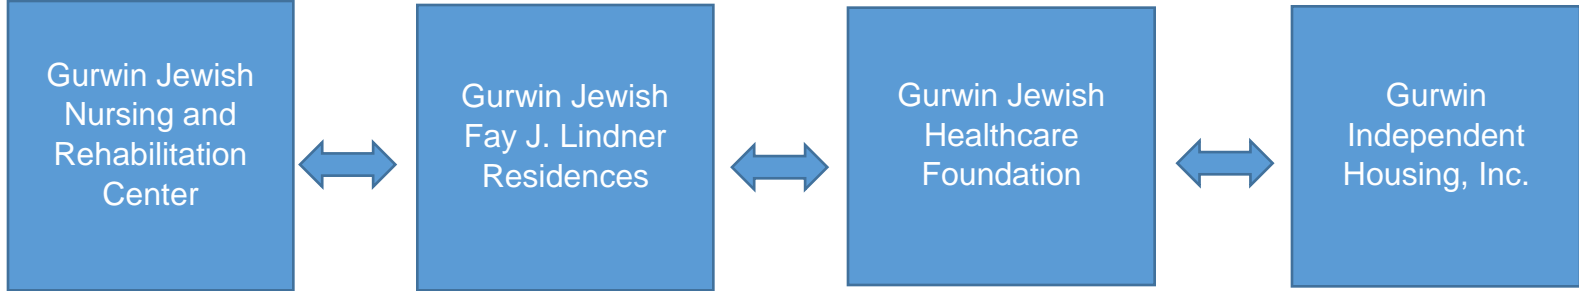 Gurwin Jewish
Nursing and
Rehabilitation
Center
Gurwin Jewish
Fay J. Lindner
Residences
Gurwin Jewish
Healthcare
Foundation
Gurwin
Independent
Housing, Inc.